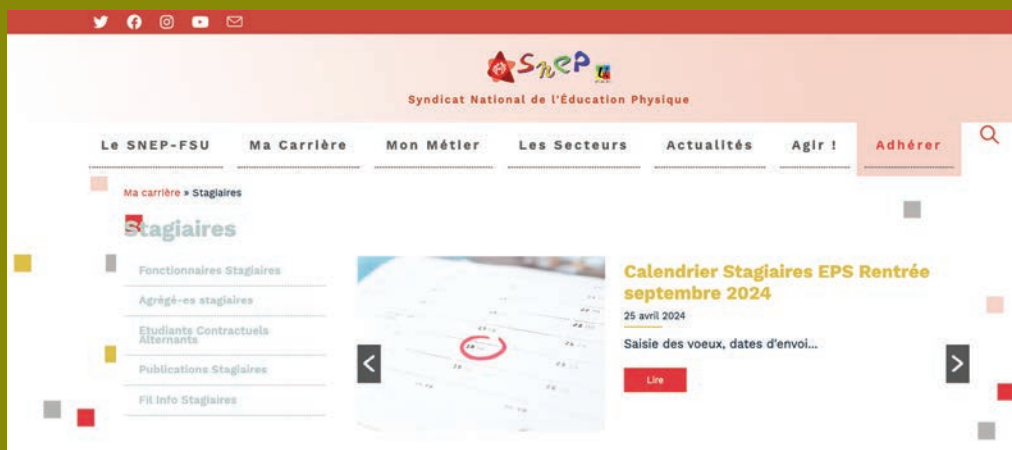 Snep
Syndicat National de l'Éducation Physique
Le SNEP-FSU Ma Carrière Mon Métier Les Secteurs Actualités Agir ! Adhérer
Ma carrière » Stagiaires
Stagiaires
Fonctionnaires Stagiaires
Agrégé-es stagiaires
Etudiants Contractuels
Alternants
Publications Stagiaires
Fil Info Stagiaires
Calendrier Stagiaires EPS Rentrée
septembre 2024
25 avril 2024
Saisie des voeux, dates d'envoi...
Lire